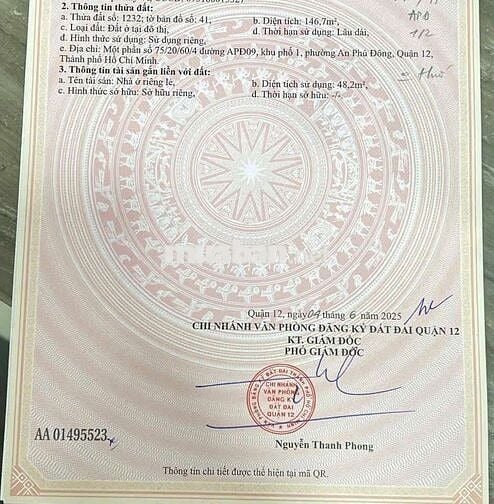 2. Thông tin thửa đất:
a. Thửa đất số: 1232; tờ bản đồ số: 41,
b. Diện tích: 146,7m²,
c. Loại đất: Đất ở tại đô thị,
d. Thời hạn sử dụng: Lâu dài,
đ. Hình thức sử dụng: Sử dụng riêng,
e. Địa chỉ: Một phần số 75/20/60/4 đường APĐ09, khu phố 1, phường An Phú Đông, Quận 12,
Thành phố Hồ Chí Minh.
3. Thông tin tài sản gắn liền với đất:
a. Tên tài sản: Nhà ở riêng lẻ,
b. Diện tích sử dụng: 48,2m²,
c. Hình thức sở hữu: Sở hữu riêng,
d. Thời hạn sở hữu: -/-.
APĐ
muaban
Quận 12, ngày 04 tháng 6 năm 2025
CHI NHÁNH VĂN PHÒNG ĐĂNG KÝ ĐẤT ĐAI QUẬN 12
KT. GIÁM ĐỐC
PHÓ GIÁM ĐỐC
CHI NHÁNH
VĂN PHÒNG
ĐĂNG KÝ
ĐẤT ĐAI
QUẬN 12
AA 01495523
Nguyễn Thanh Phong
Thông tin chi tiết được thể hiện tại mã QR.